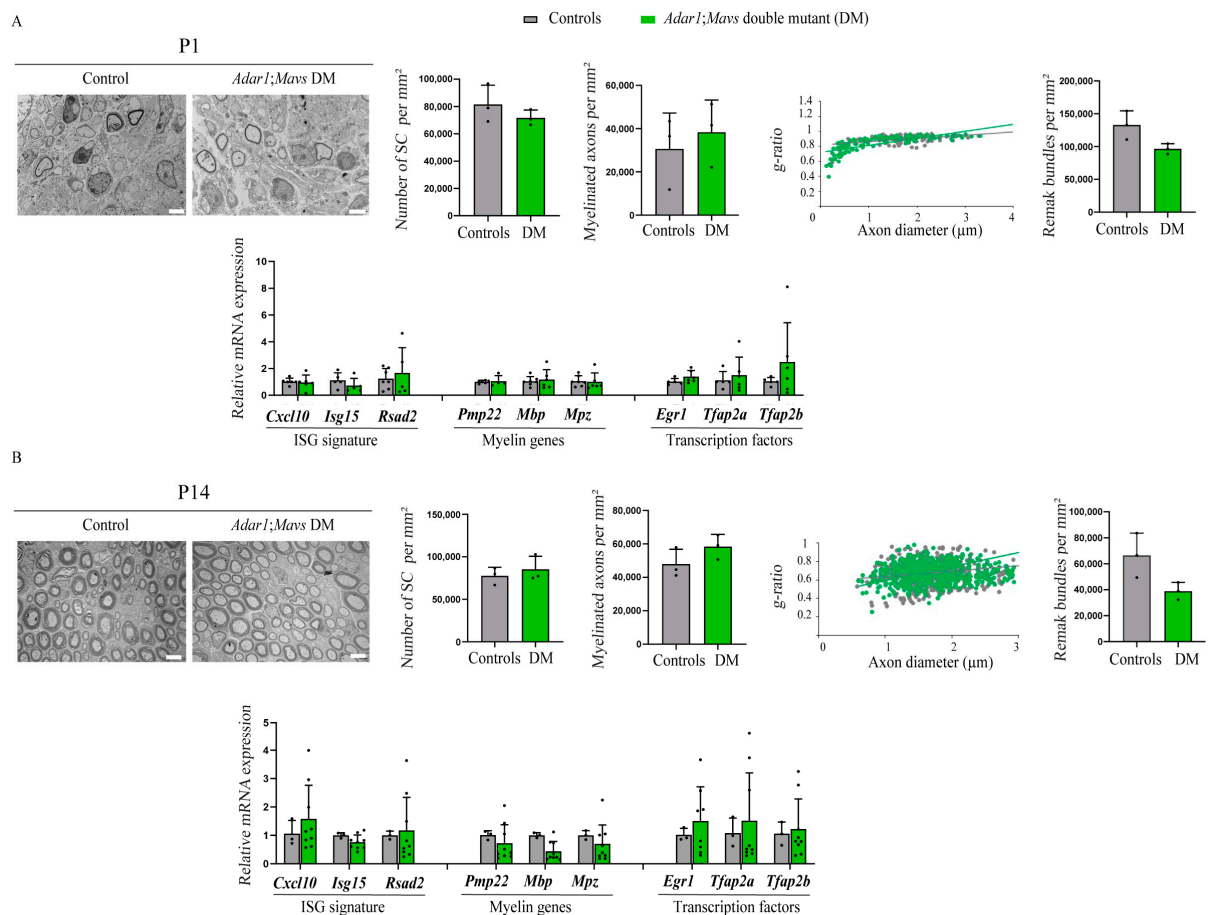 Controls   Adar1;Mavs double mutant (DM)
A
P1
Control   Adar1;Mavs DM
Number of SC per mm²
100,000
80,000
60,000
40,000
20,000
0
Controls   DM
Myelinated axons per mm²
60,000
40,000
20,000
0
Controls   DM
g-ratio
1.4
1.2
1
0.8
0.6
0.4
0.2
0   1   2   3   4
Axon diameter (µm)
Remak bundles per mm²
200,000
150,000
100,000
50,000
0
Controls   DM
Relative mRNA expression
10
8
6
4
2
0
Cxcl10   Isg15   Rsad2   Pmp22   Mbp   Mpz   Egr1   Tfap2a   Tfap2b
ISG signature   Myelin genes   Transcription factors
B
P14
Control   Adar1;Mavs DM
Number of SC per mm²
150,000
100,000
50,000
0
Controls   DM
Myelinated axons per mm²
80,000
60,000
40,000
20,000
0
Controls   DM
g-ratio
1.4
1.2
1
0.8
0.6
0.4
0.2
0   1   2   3
Axon diameter (µm)
Remak bundles per mm²
100,000
80,000
60,000
40,000
20,000
0
Controls   DM
Relative mRNA expression
5
4
3
2
1
0
Cxcl10   Isg15   Rsad2   Pmp22   Mbp   Mpz   Egr1   Tfap2a   Tfap2b
ISG signature   Myelin genes   Transcription factors